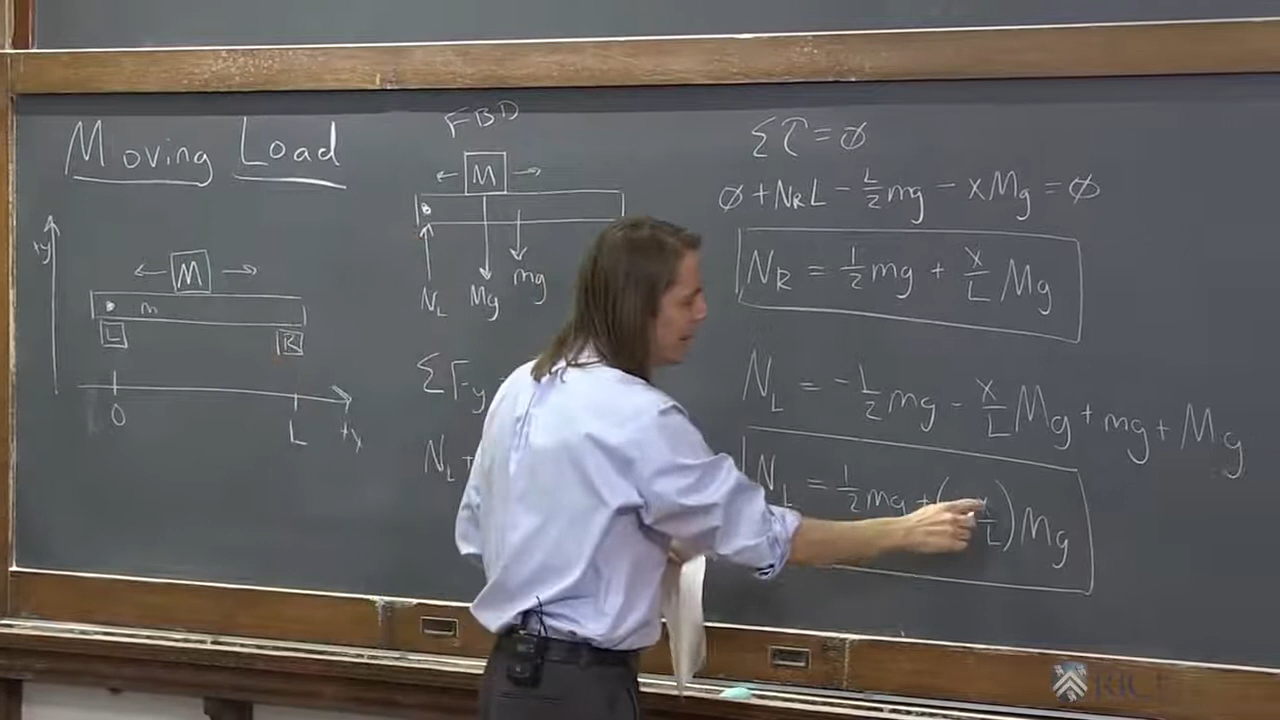 Moving Load
+y
M
m
L
R
0
L
+x
FBD
M
N_L
Mg
mg
ΣF_y
N_L +
Στ = ∅
∅ + N_R L - L/2 mg - xMg = ∅
N_R = 1/2 mg + x/L Mg
N_L = -1/2 mg - x/L Mg + mg + Mg
N_L = 1/2 mg + ( x/L) Mg